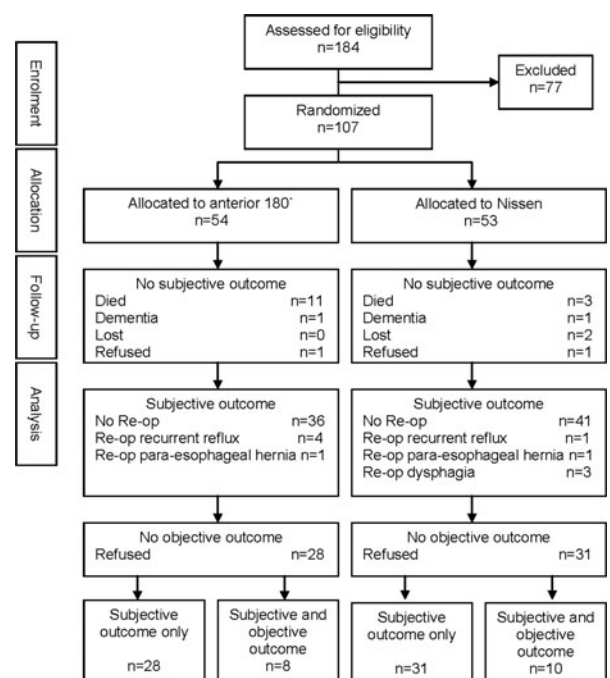 Assessed for eligibility
n=184
Excluded
n=77
Enrolment
Randomized
n=107
Allocation
Allocated to anterior 180°
n=54
Allocated to Nissen
n=53
Follow-up
No subjective outcome
Died n=11
Dementia n=1
Lost n=0
Refused n=1
No subjective outcome
Died n=3
Dementia n=1
Lost n=2
Refused n=1
Analysis
Subjective outcome
No Re-op n=36
Re-op recurrent reflux n=4
Re-op para-esophageal hernia n=1
Subjective outcome
No Re-op n=41
Re-op recurrent reflux n=1
Re-op para-esophageal hernia n=1
Re-op dysphagia n=3
No objective outcome
Refused n=28
No objective outcome
Refused n=31
Subjective
outcome only
n=28
Subjective and
objective
outcome
n=8
Subjective
outcome only
n=31
Subjective and
objective
outcome
n=10